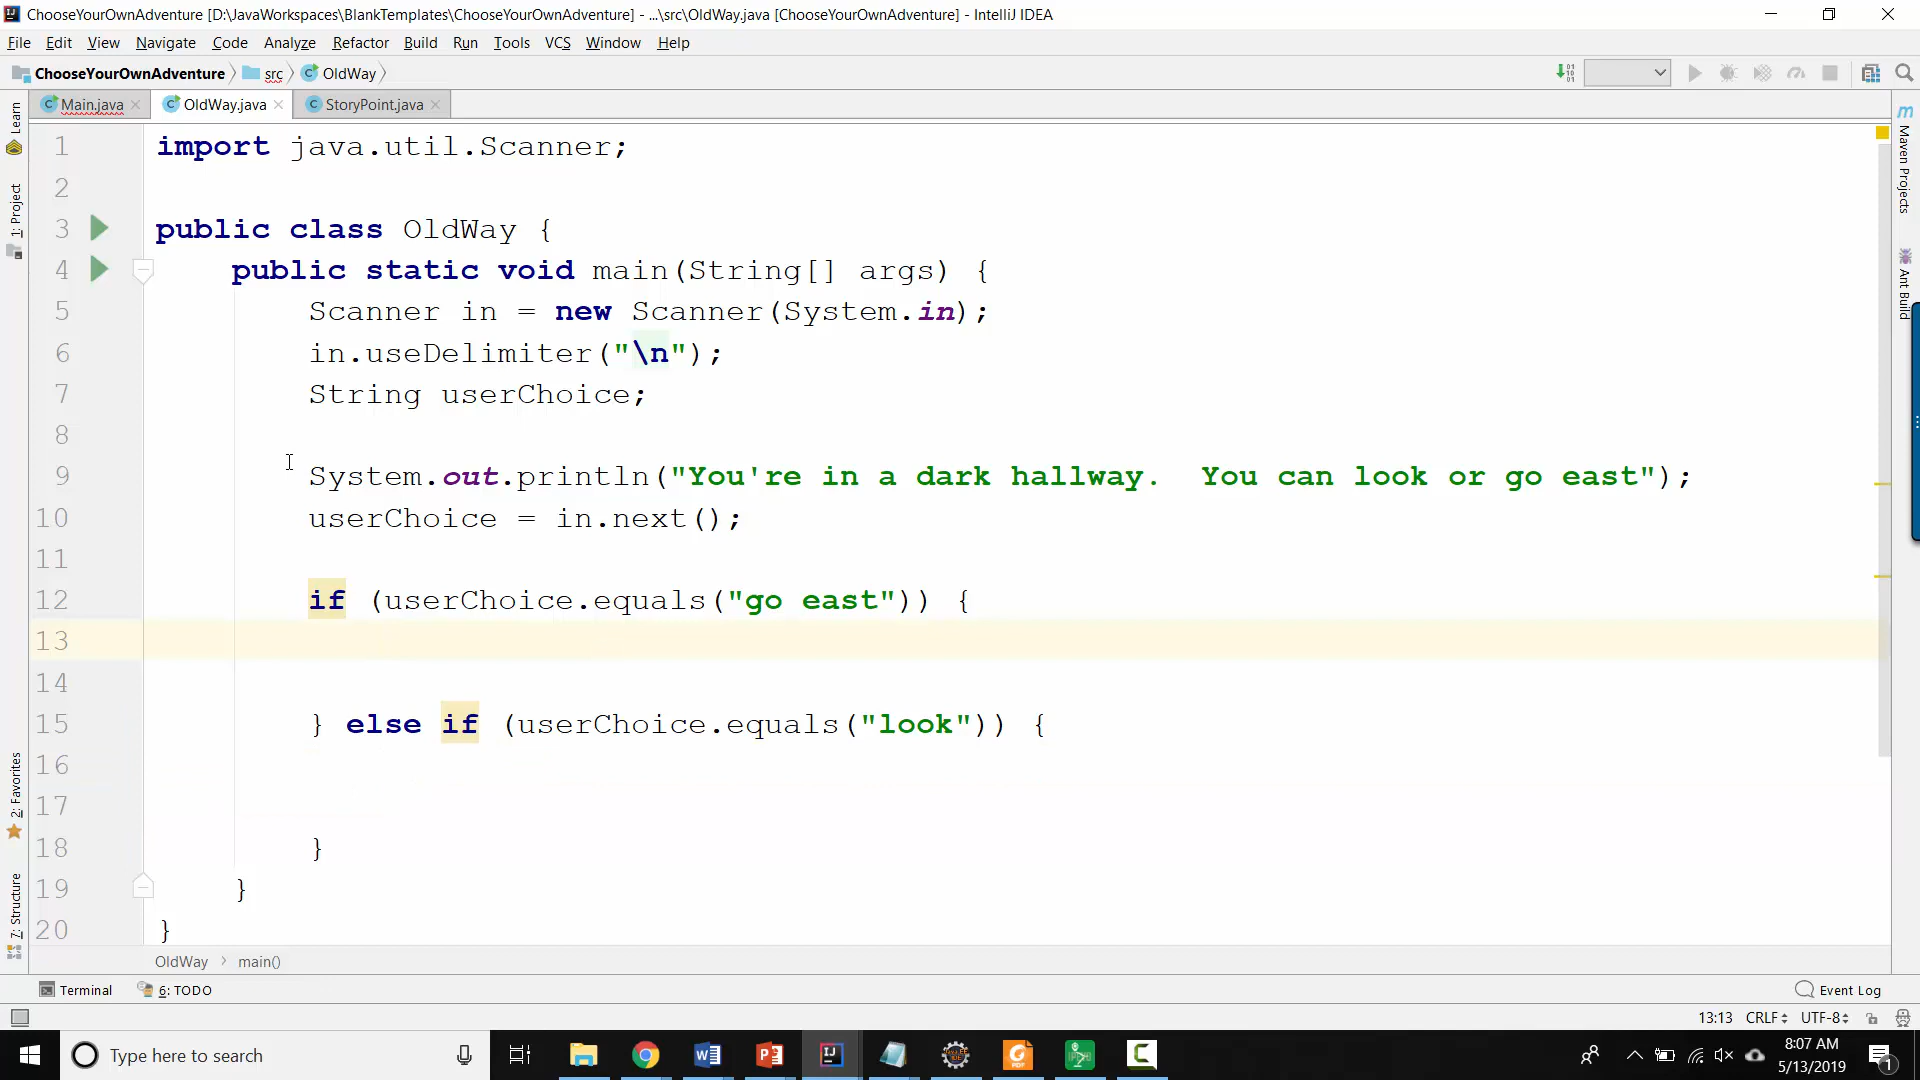 ChooseYourOwnAdventure [D:\JavaWorkspaces\BlankTemplates\ChooseYourOwnAdventure] - ...\src\OldWay.java [ChooseYourOwnAdventure] - IntelliJ IDEA
File Edit View Navigate Code Analyze Refactor Build Run Tools VCS Window Help
ChooseYourOwnAdventure src OldWay
Main.java OldWay.java StoryPoint.java
Learn
1: Project
2: Favorites
7: Structure
Maven Projects
Ant Build
1 import java.util.Scanner;
2
3 public class OldWay {
4 public static void main(String[] args) {
5 Scanner in = new Scanner(System.in);
6 in.useDelimiter("\n");
7 String userChoice;
8
9 System.out.println("You're in a dark hallway.  You can look or go east");
10 userChoice = in.next();
11
12 if (userChoice.equals("go east")) {
13
14
15 } else if (userChoice.equals("look")) {
16
17
18 }
19 }
20 }
OldWay main()
Terminal 6: TODO Event Log
13:13 CRLF UTF-8
Type here to search
8:07 AM
5/13/2019
1